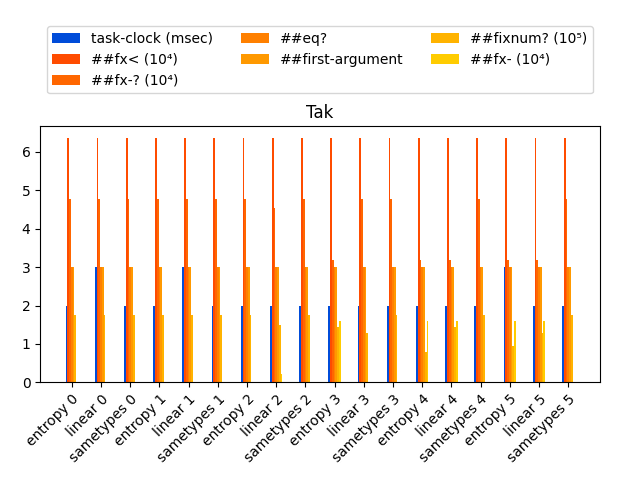 task-clock (msec) ##eq? ##fixnum? (10⁵)
##fx< (10⁴) ##first-argument ##fx- (10⁴)
##fx-? (10⁴)
Tak
6
5
4
3
2
1
0
entropy 0
linear 0
sametypes 0
entropy 1
linear 1
sametypes 1
entropy 2
linear 2
sametypes 2
entropy 3
linear 3
sametypes 3
entropy 4
linear 4
sametypes 4
entropy 5
linear 5
sametypes 5